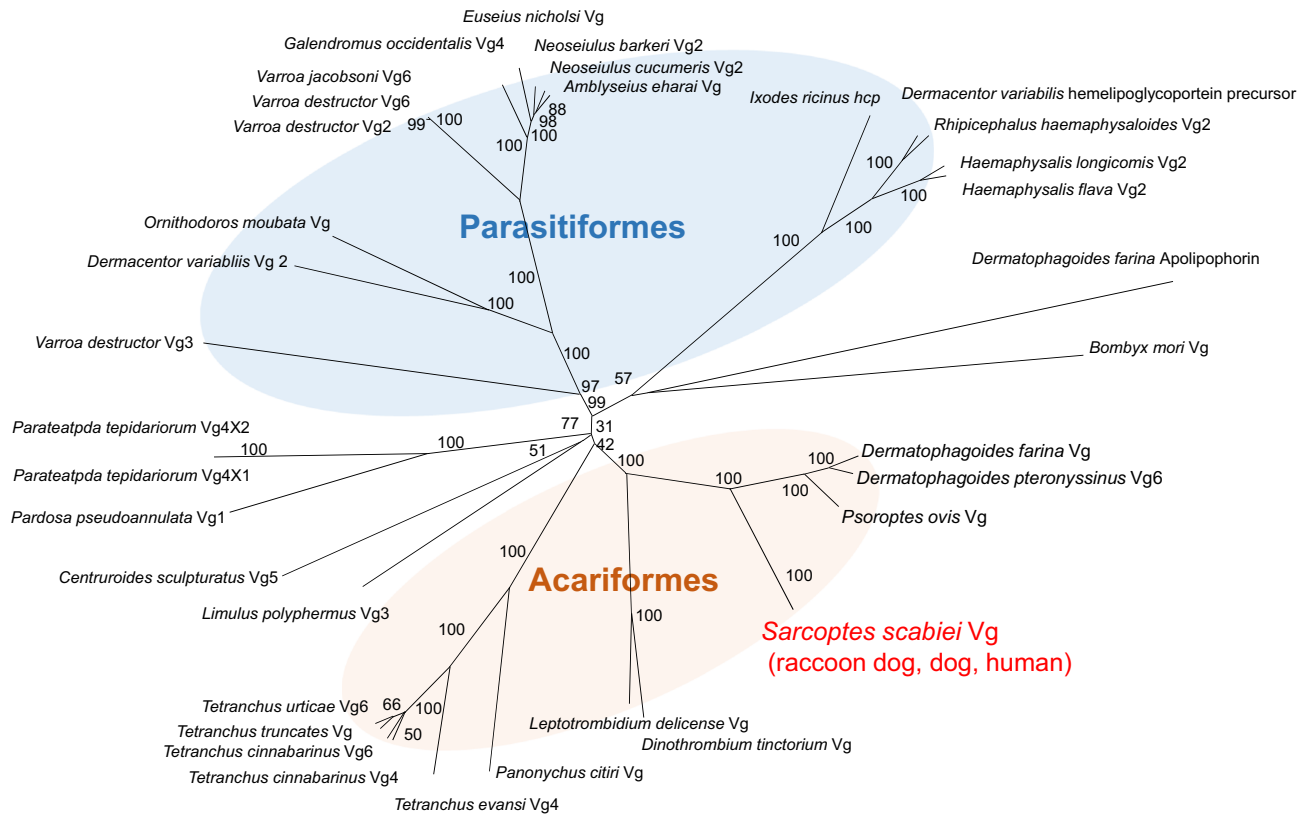 Euseius nicholsi Vg
Galendromus occidentalis Vg4
Neoseiulus barkeri Vg2
Neoseiulus cucumeris Vg2
Varroa jacobsoni Vg6
Amblyseius eharai Vg
Varroa destructor Vg6
Varroa destructor Vg2
99
100
88
98
100
100
Ixodes ricinus hcp
Dermacentor variabilis hemelipoglycoportein precursor
Rhipicephalus haemaphysaloides Vg2
100
Haemaphysalis longicomis Vg2
Haemaphysalis flava Vg2
100
100
100
Ornithodoros moubata Vg
Parasitiformes
Dermacentor variabliis Vg 2
100
100
Dermatophagoides farina Apolipophorin
Varroa destructor Vg3
100
Bombyx mori Vg
97
57
99
77
31
42
51
Parateatpda tepidariorum Vg4X2
100
100
Parateatpda tepidariorum Vg4X1
Pardosa pseudoannulata Vg1
100
100
100
100
Dermatophagoides farina Vg
Dermatophagoides pteronyssinus Vg6
Psoroptes ovis Vg
Centruroides sculpturatus Vg5
100
Acariformes
100
Limulus polyphermus Vg3
100
100
Sarcoptes scabiei Vg
(raccoon dog, dog, human)
Tetranchus urticae Vg6
66
100
50
Tetranchus truncates Vg
Tetranchus cinnabarinus Vg6
Leptotrombidium delicense Vg
Dinothrombium tinctorium Vg
Tetranchus cinnabarinus Vg4
Panonychus citiri Vg
Tetranchus evansi Vg4